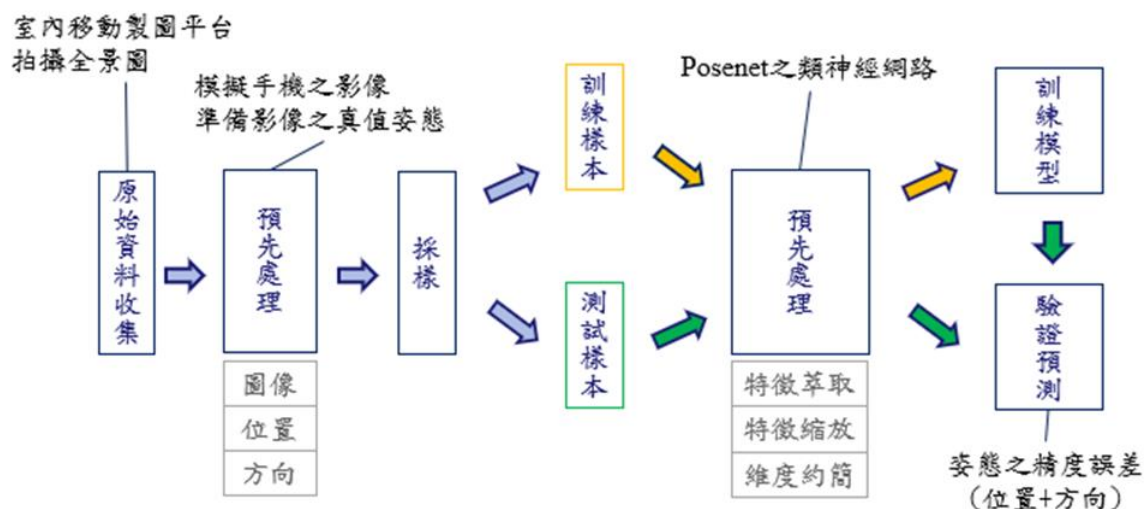 室內移動製圖平台
拍攝全景圖
模擬手機之影像
準備影像之真值姿態
Posenet之類神經網路
原始資料收集
預先處理
採樣
訓練樣本
測試樣本
預先處理
訓練模型
驗證預測
圖像
位置
方向
特徵萃取
特徵縮放
維度約簡
姿態之精度誤差
(位置+方向)